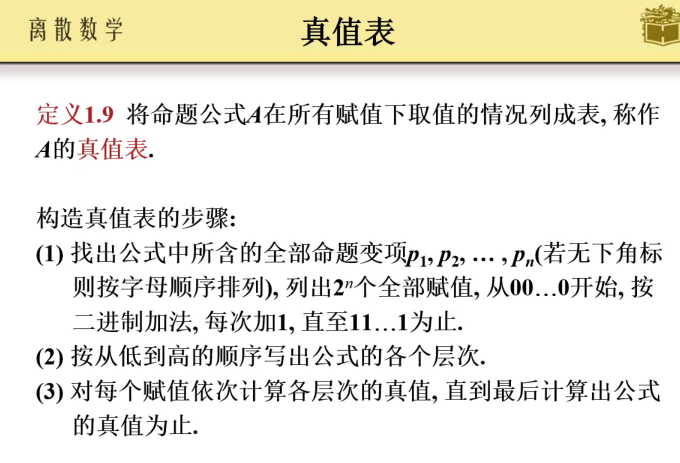 离散数学
真值表
定义1.9 将命题公式A在所有赋值下取值的情况列成表, 称作
A的真值表.
构造真值表的步骤:
(1) 找出公式中所含的全部命题变项p₁, p₂, … , pₙ(若无下角标
则按字母顺序排列), 列出2ⁿ个全部赋值, 从00…0开始, 按
二进制加法, 每次加1, 直至11…1为止.
(2) 按从低到高的顺序写出公式的各个层次.
(3) 对每个赋值依次计算各层次的真值, 直到最后计算出公式
的真值为止.